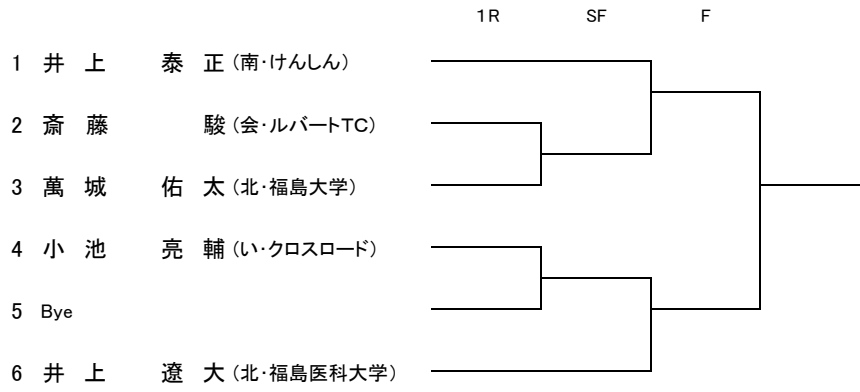 1R SF F
1 井 上 泰 正 (南・けんしん)
2 斎 藤 駿 (会・ルバートTC)
3 萬 城 佑 太 (北・福島大学)
4 小 池 亮 輔 (い・クロスロード)
5 Bye
6 井 上 遼 大 (北・福島医科大学)